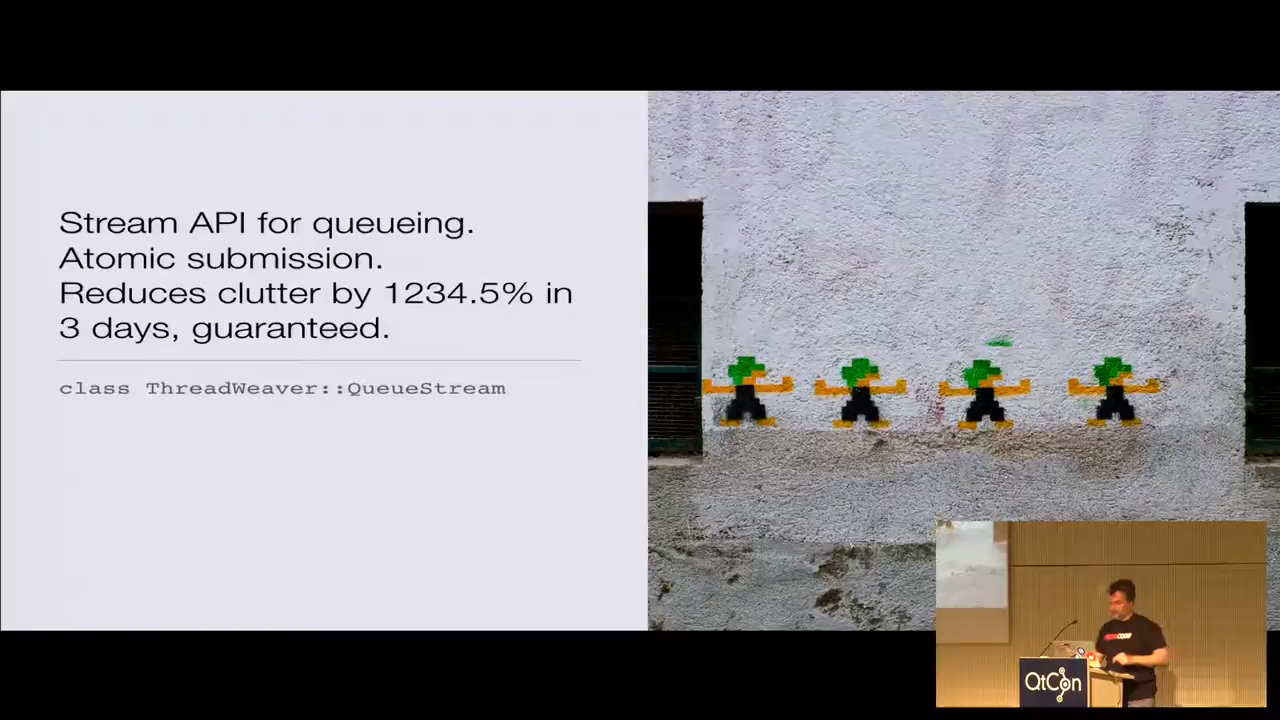 Stream API for queueing.
Atomic submission.
Reduces clutter by 1234.5% in
3 days, guaranteed.
class ThreadWeaver::QueueStream
QtCon